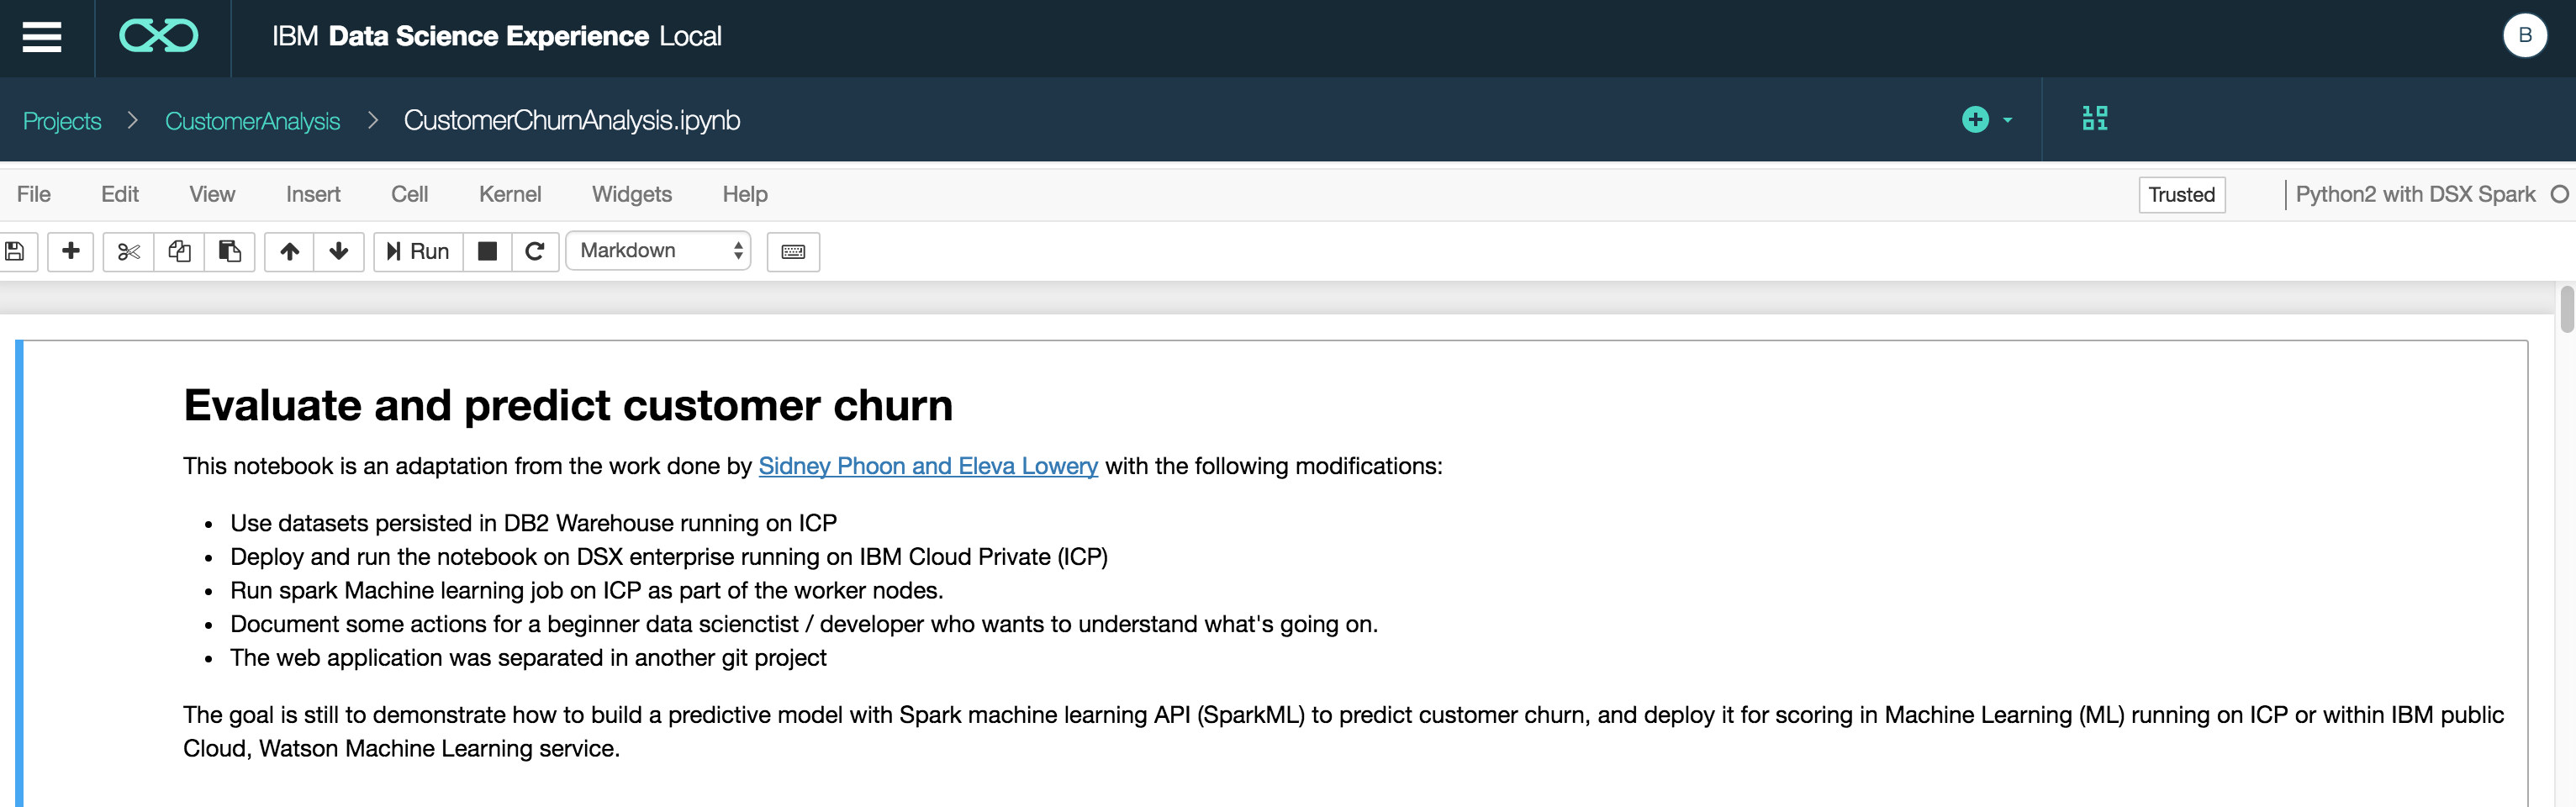 IBM Data Science Experience Local
B
Projects > CustomerAnalysis > CustomerChurnAnalysis.ipynb
File Edit View Insert Cell Kernel Widgets Help
Trusted
Python2 with DSX Spark
Run
Markdown
Evaluate and predict customer churn
This notebook is an adaptation from the work done by Sidney Phoon and Eleva Lowery with the following modifications:
• Use datasets persisted in DB2 Warehouse running on ICP
• Deploy and run the notebook on DSX enterprise running on IBM Cloud Private (ICP)
• Run spark Machine learning job on ICP as part of the worker nodes.
• Document some actions for a beginner data scienctist / developer who wants to understand what's going on.
• The web application was separated in another git project
The goal is still to demonstrate how to build a predictive model with Spark machine learning API (SparkML) to predict customer churn, and deploy it for scoring in Machine Learning (ML) running on ICP or within IBM public
Cloud, Watson Machine Learning service.